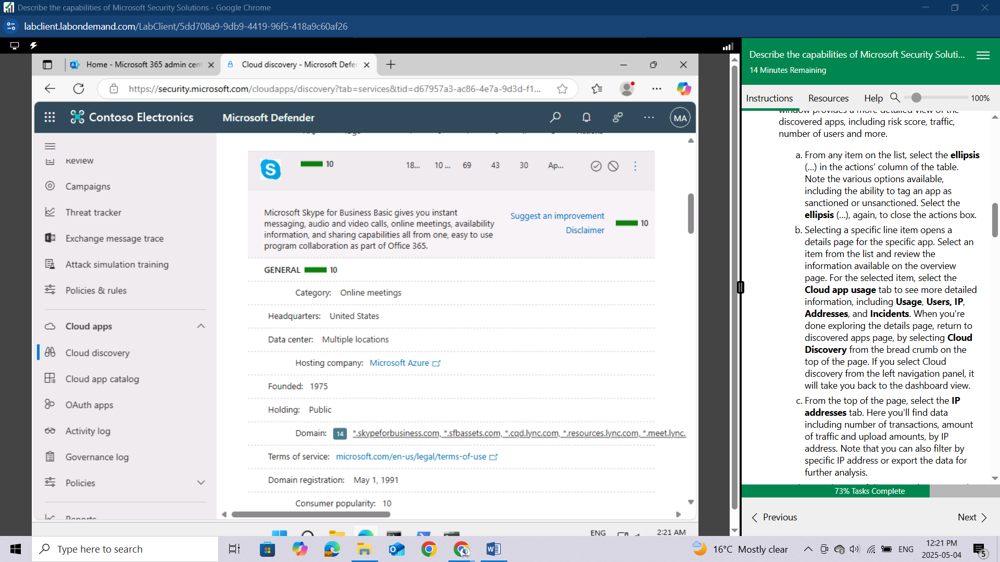 Describe the capabilities of Microsoft Security Solutions - Google Chrome
labclient.labondemand.com/LabClient/5dd708a9-9db9-4419-96f5-418a9c60af26
Home - Microsoft 365 admin cent
Cloud discovery - Microsoft Defer
https://security.microsoft.com/cloudapps/discovery?tab=services&tid=d67957a3-ac86-4e7a-9d3d-f1...
Contoso Electronics
Microsoft Defender
MA
Review
Campaigns
Threat tracker
Exchange message trace
Attack simulation training
Policies & rules
Cloud apps
Cloud discovery
Cloud app catalog
OAuth apps
Activity log
Governance log
Policies
Reports
Actions
10 18... 10 ... 69 43 30 Ap...
Microsoft Skype for Business Basic gives you instant
messaging, audio and video calls, online meetings, availability
information, and sharing capabilities all from one, easy to use
program collaboration as part of Office 365.
Suggest an improvement
Disclaimer
10
GENERAL 10
Category: Online meetings
Headquarters: United States
Data center: Multiple locations
Hosting company: Microsoft Azure
Founded: 1975
Holding: Public
Domain: 14 *.skypeforbusiness.com, *.sfbassets.com, *.cqd.lync.com, *.resources.lync.com, *.meet.lync.
Terms of service: microsoft.com/en-us/legal/terms-of-use
Domain registration: May 1, 1991
Consumer popularity: 10
ENG
2:21 AM
Describe the capabilities of Microsoft Security Soluti...
14 Minutes Remaining
Instructions Resources Help 100%
window provides a more detailed view of the
discovered apps, including risk score, traffic,
number of users and more.
a. From any item on the list, select the ellipsis
(...) in the actions' column of the table.
Note the various options available,
including the ability to tag an app as
sanctioned or unsanctioned. Select the
ellipsis (...), again, to close the actions box.
b. Selecting a specific line item opens a
details page for the specific app. Select an
item from the list and review the
information available on the overview
page. For the selected item, select the
Cloud app usage tab to see more detailed
information, including Usage, Users, IP,
Addresses, and Incidents. When you're
done exploring the details page, return to
discovered apps page, by selecting Cloud
Discovery from the bread crumb on the
top of the page. If you select Cloud
discovery from the left navigation panel, it
will take you back to the dashboard view.
c. From the top of the page, select the IP
addresses tab. Here you'll find data
including number of transactions, amount
of traffic and upload amounts, by IP
address. Note that you can also filter by
specific IP address or export the data for
further analysis.
73% Tasks Complete
Previous
Next
Type here to search
16°C Mostly clear
ENG
12:21 PM
2025-05-04
5